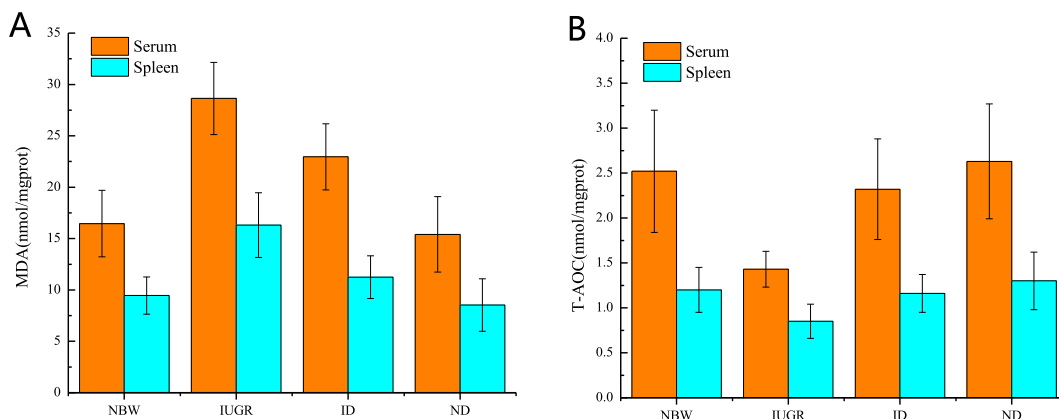 A
MDA(nmol/mgprot)
35
30
25
20
15
10
5
0
Serum
Spleen
NBW IUGR ID ND
B
T-AOC(nmol/mgprot)
4.0
3.5
3.0
2.5
2.0
1.5
1.0
0.5
0.0
Serum
Spleen
NBW IUGR ID ND